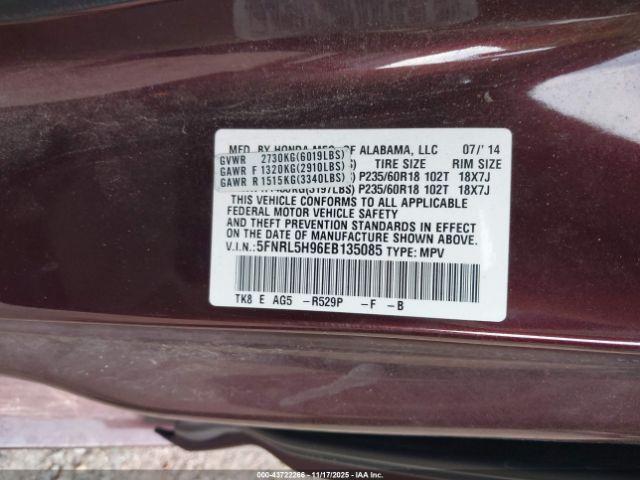 MFD. BY HONDA MFG. OF ALABAMA, LLC 07/'14
GVWR 2730KG(6019LBS) TIRE SIZE RIM SIZE
GAWR F 1320KG(2910LBS) P235/60R18 102T 18X7J
GAWR R 1515KG(3340LBS) P235/60R18 102T 18X7J
THIS VEHICLE CONFORMS TO ALL APPLICABLE
FEDERAL MOTOR VEHICLE SAFETY
AND THEFT PREVENTION STANDARDS IN EFFECT
ON THE DATE OF MANUFACTURE SHOWN ABOVE.
V.I.N.: 5FNRL5H96EB135085 TYPE: MPV
TK8 E AG5 -R529P -F -B
© IAA 00-43722266 - 11/17/2025 - IAAI.COM